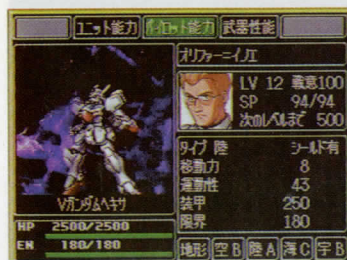 ユニット能力 パイロット能力 武器性能
オリファー=イノエ
LV 12 戦意100
SP 94/94
次のレベルまで 500
Vガンダムヘキサ
HP 2500/2500
EN 180/180
タイプ 陸 シールド有
移動力 8
運動性 43
装甲 250
限界 180
地形 空B 陸A 海C 宇B